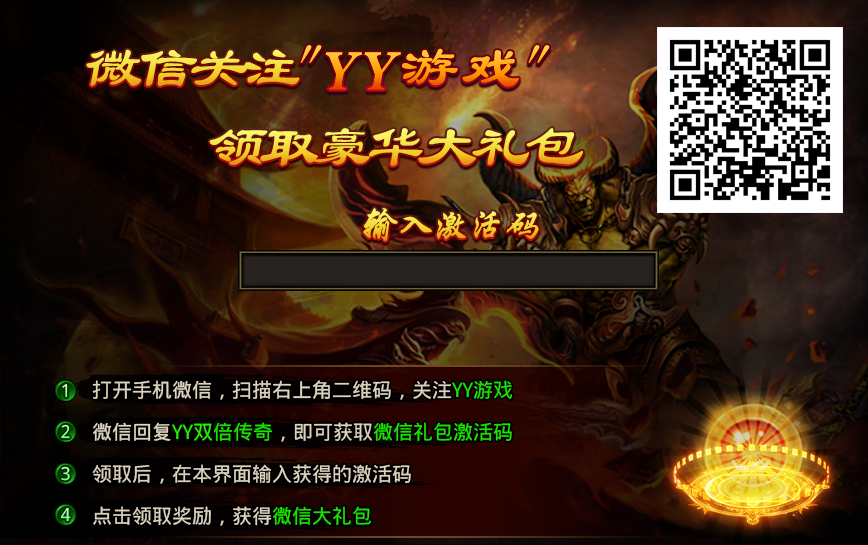 微信关注"YY游戏"
领取豪华大礼包
输入激活码
1 打开手机微信，扫描右上角二维码，关注YY游戏
2 微信回复YY双倍传奇，即可获取微信礼包激活码
3 领取后，在本界面输入获得的激活码
4 点击领取奖励，获得微信大礼包